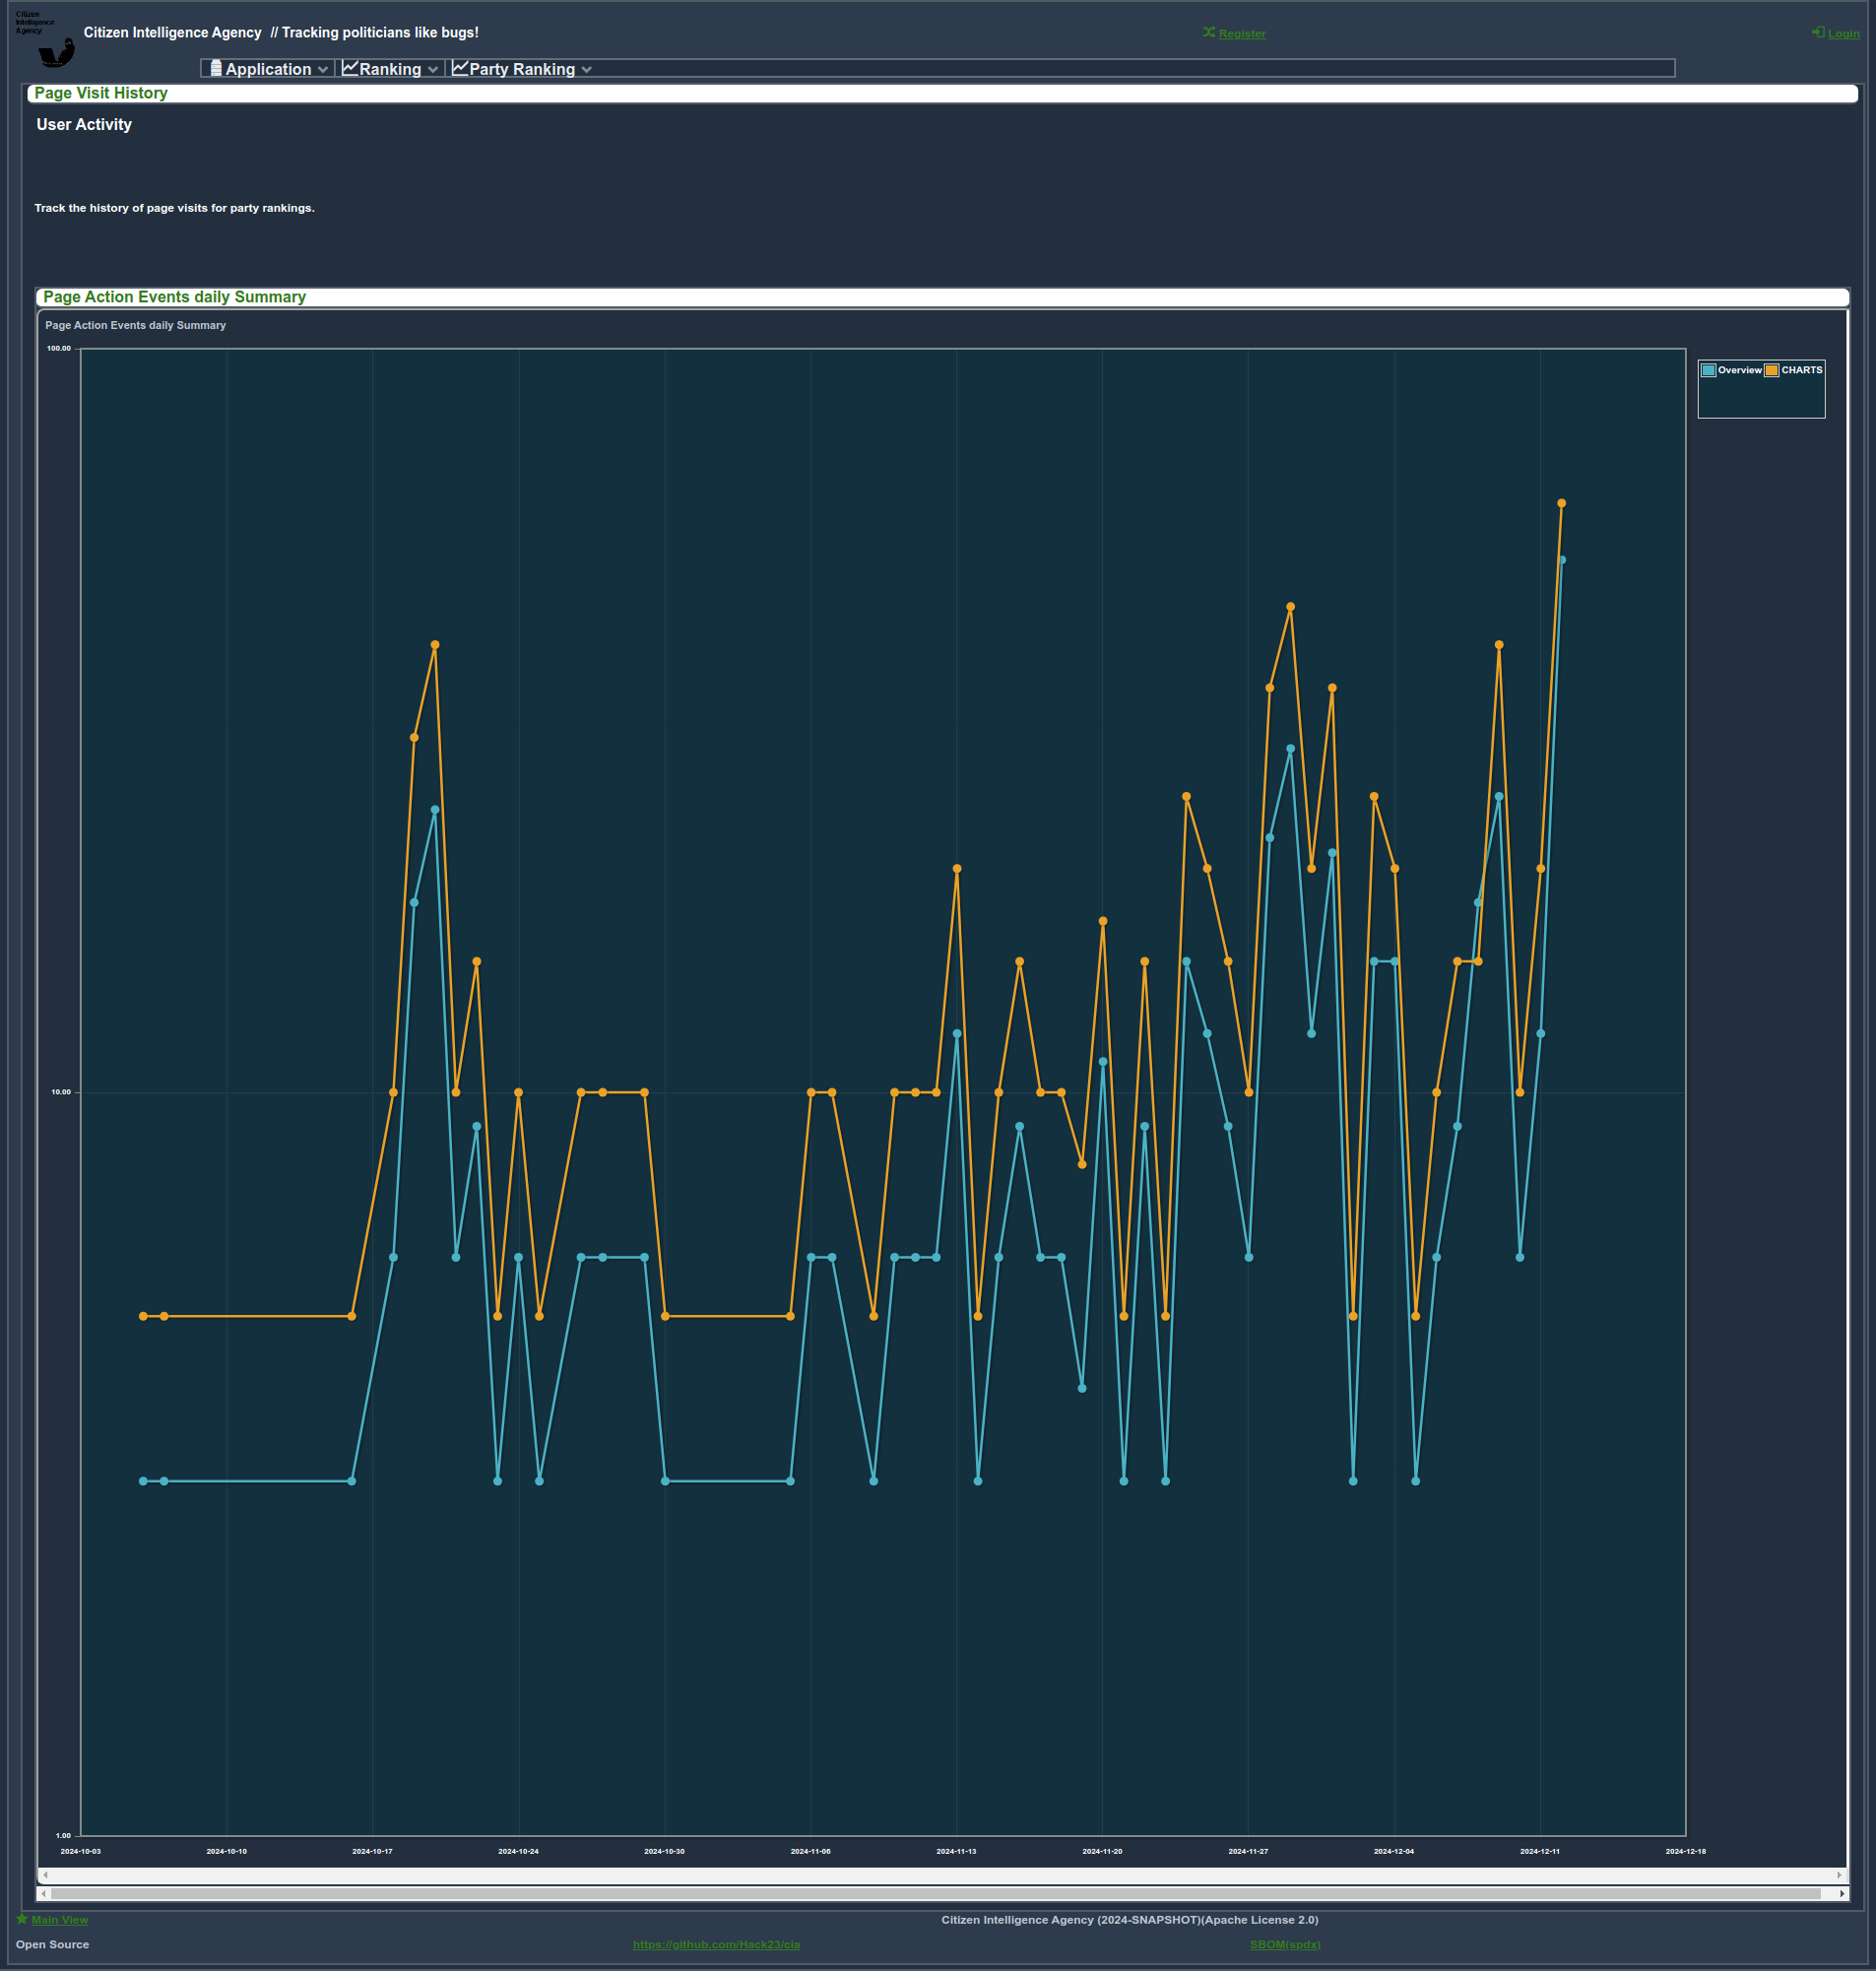 Citizen
Intelligence
Agency
Citizen Intelligence Agency // Tracking politicians like bugs!
Register
Login
Application
Ranking
Party Ranking
Page Visit History
User Activity
Track the history of page visits for party rankings.
Page Action Events daily Summary
Page Action Events daily Summary
100.00
Overview CHARTS
10.00
1.00
2024-10-03 2024-10-10 2024-10-17 2024-10-24 2024-10-30 2024-11-06 2024-11-13 2024-11-20 2024-11-27 2024-12-04 2024-12-11 2024-12-18
Main View
Citizen Intelligence Agency (2024-SNAPSHOT)(Apache License 2.0)
Open Source
https://github.com/Hack23/cia
SBOM(spdx)